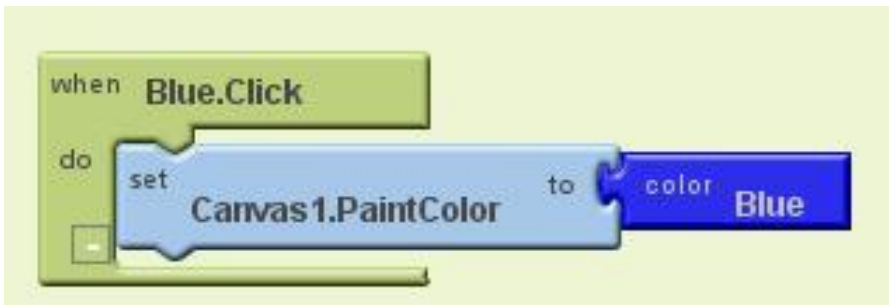 when Blue.Click
do
set
Canvas1.PaintColor
to
color
Blue
-